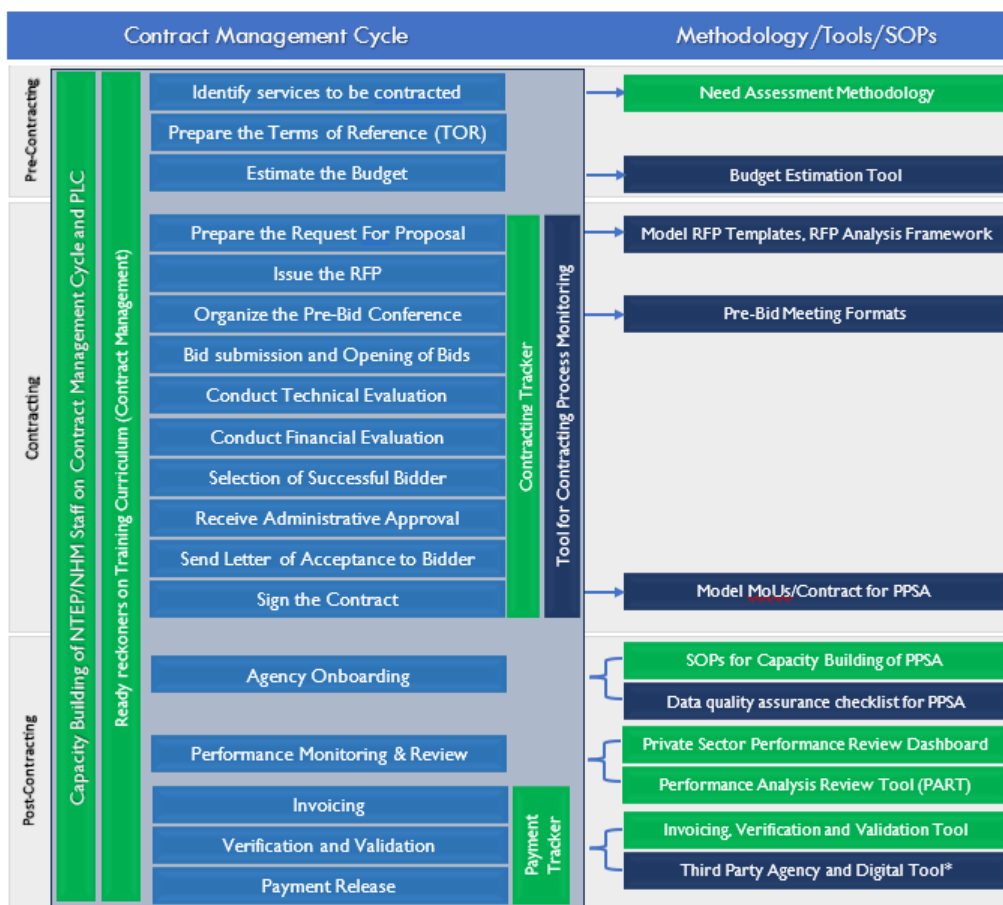 Contract Management Cycle
Methodology/Tools/SOPs
Pre-Contracting
Capacity Building of NTEP/NHM Staff on Contract Management Cycle and PLC
Ready reckoners on Training Curriculum (Contract Management)
Identify services to be contracted
Need Assessment Methodology
Prepare the Terms of Reference (TOR)
Estimate the Budget
Budget Estimation Tool
Contracting
Prepare the Request For Proposal
Model RFP Templates, RFP Analysis Framework
Issue the RFP
Organize the Pre-Bid Conference
Pre-Bid Meeting Formats
Bid submission and Opening of Bids
Conduct Technical Evaluation
Conduct Financial Evaluation
Selection of Successful Bidder
Receive Administrative Approval
Send Letter of Acceptance to Bidder
Sign the Contract
Model MoUs/Contract for PPSA
Contracting Tracker
Tool for Contracting Process Monitoring
Post-Contracting
Agency Onboarding
SOPs for Capacity Building of PPSA
Data quality assurance checklist for PPSA
Performance Monitoring & Review
Private Sector Performance Review Dashboard
Performance Analysis Review Tool (PART)
Invoicing
Verification and Validation
Payment Release
Payment
Tracker
Invoicing, Verification and Validation Tool
Third Party Agency and Digital Tool*